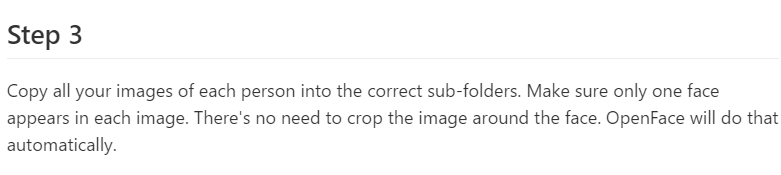 Step 3
Copy all your images of each person into the correct sub-folders. Make sure only one face
appears in each image. There's no need to crop the image around the face. OpenFace will do that
automatically.